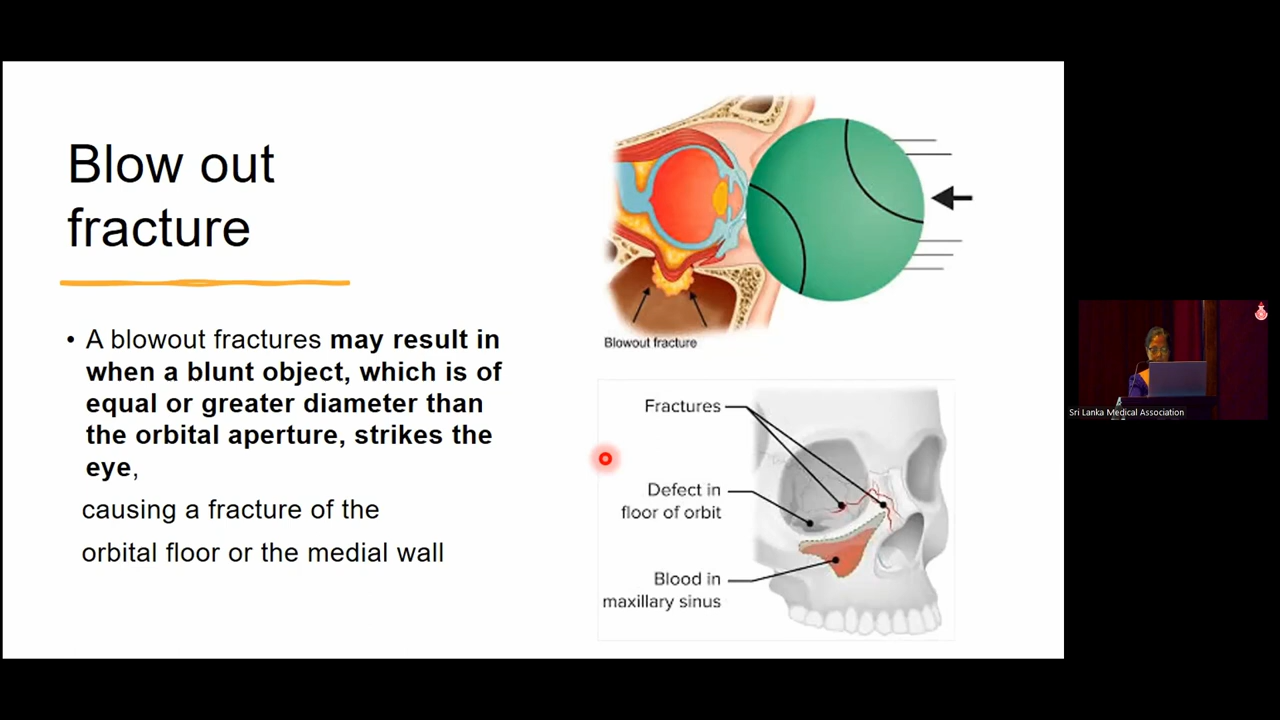 Blow out
fracture
• A blowout fractures may result in
when a blunt object, which is of
equal or greater diameter than
the orbital aperture, strikes the
eye,
causing a fracture of the
orbital floor or the medial wall
Blowout fracture
Fractures
Defect in
floor of orbit
Blood in
maxillary sinus
Sri Lanka Medical Association